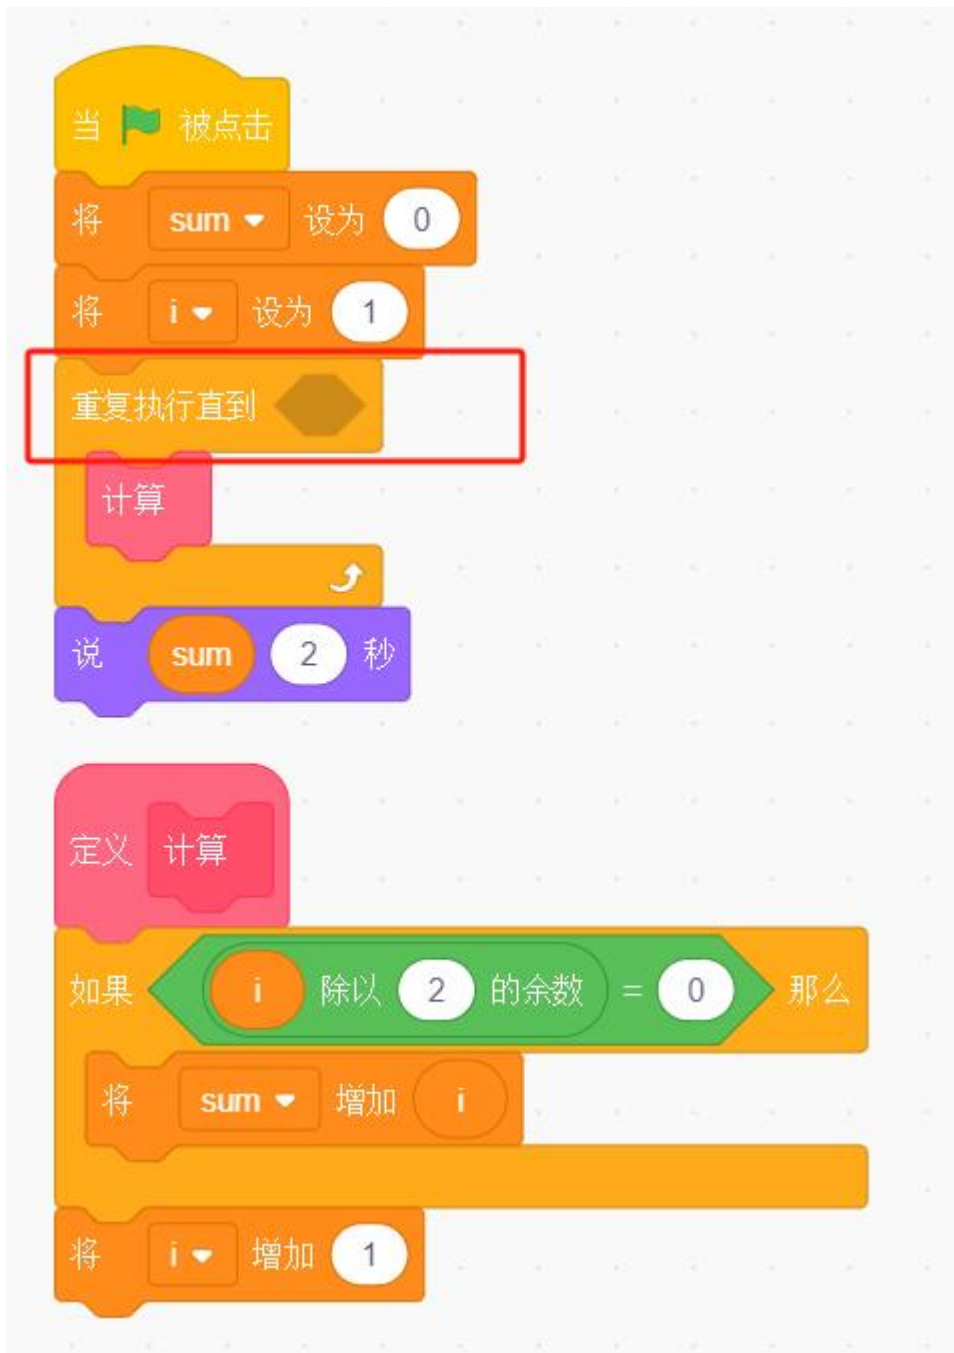 当 被点击
将 sum 设为 0
将 i 设为 1
重复执行直到
计算
说 sum 2 秒
定义 计算
如果 i 除以 2 的余数 = 0 那么
将 sum 增加 i
将 i 增加 1